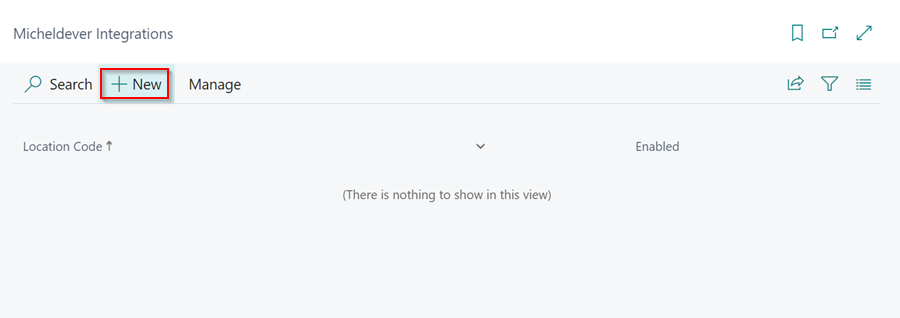 Micheldever Integrations
Search New Manage
Location Code Enabled
(There is nothing to show in this view)